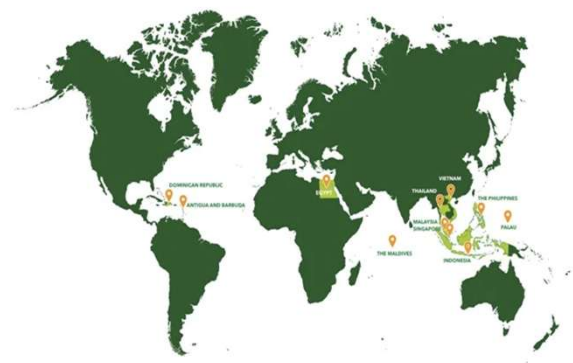 DOMINICAN REPUBLIC
ANTIGUA AND BARBUDA
EGYPT
VIETNAM
THAILAND
THE PHILIPPINES
MALAYSIA
SINGAPORE
PALAU
THE MALDIVES
INDONESIA